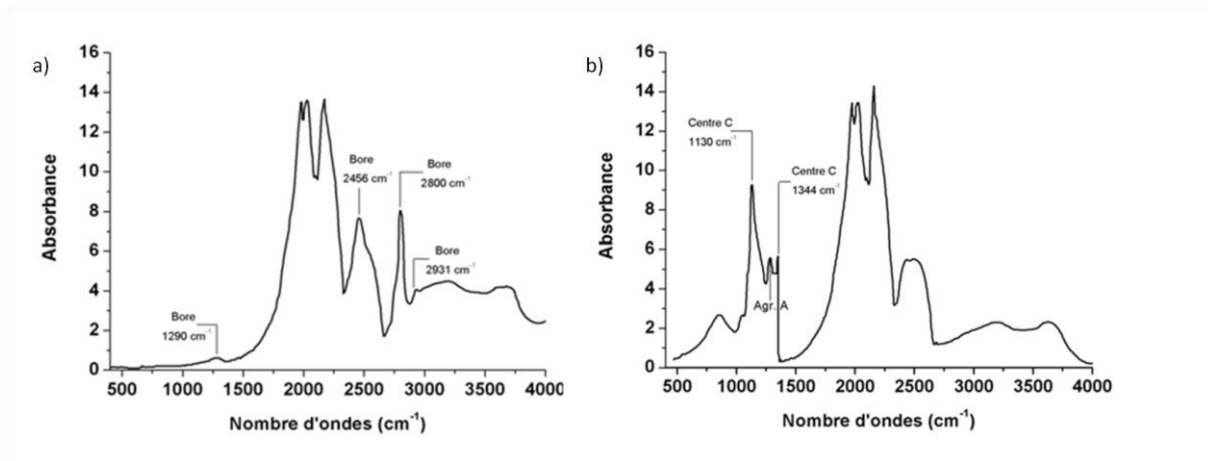 a)
16
14
12
10
8
6
4
2
0
Absorbance
Bore
1290 cm⁻¹
Bore
2456 cm⁻¹
Bore
2800 cm⁻¹
Bore
2931 cm⁻¹
500 1000 1500 2000 2500 3000 3500 4000
Nombre d'ondes (cm⁻¹)
b)
16
14
12
10
8
6
4
2
0
Absorbance
Centre C
1130 cm⁻¹
Centre C
1344 cm⁻¹
Agr. A
500 1000 1500 2000 2500 3000 3500 4000
Nombre d'ondes (cm⁻¹)